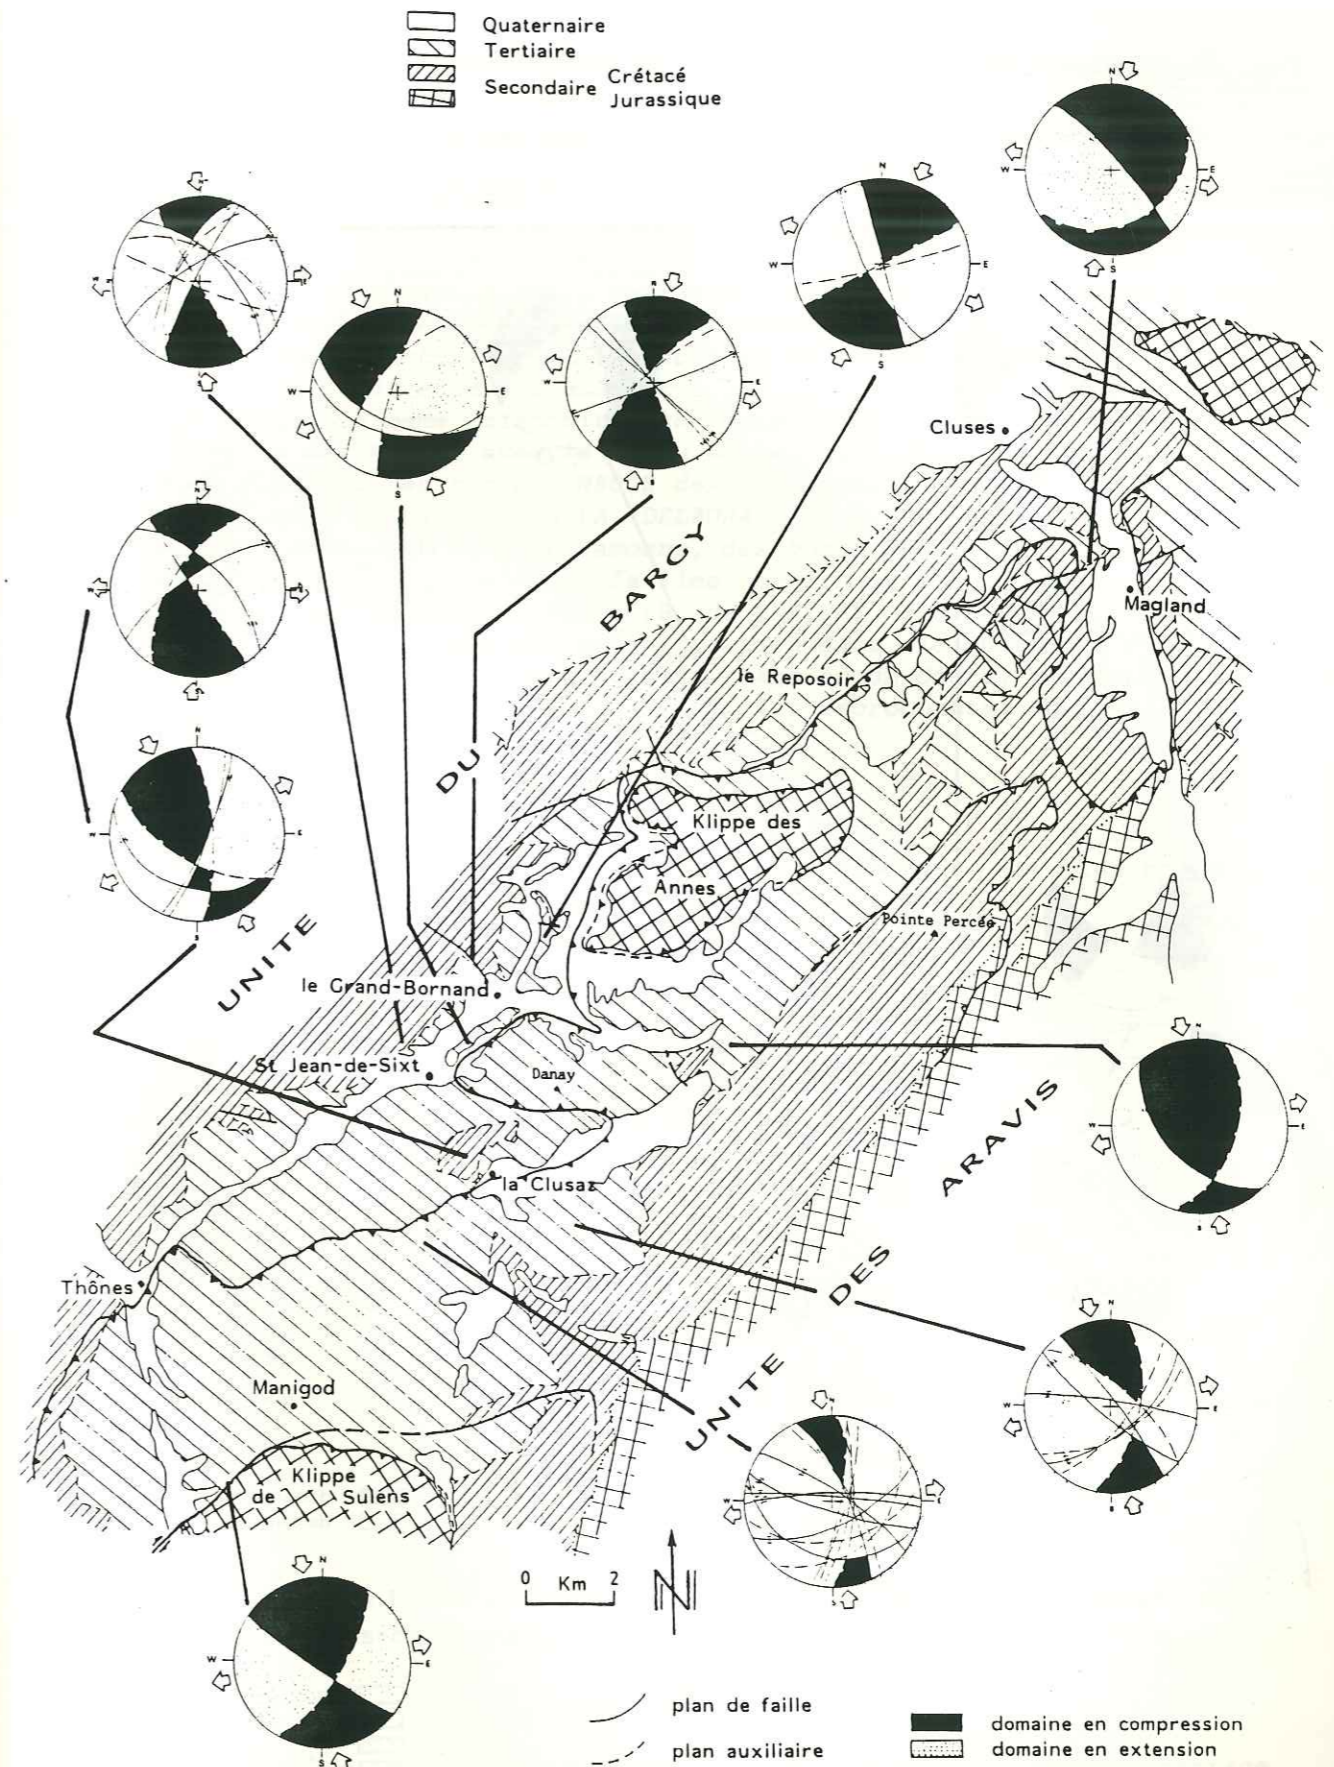 Quaternaire
Tertiaire
Secondaire Crétacé
Jurassique
N
W E
S
N
W E
S
N
W E
S
N
W E
S
Cluses
Magland
le Reposoir
UNITE DU BARGY
Klippe des
Annes
Pointe Percée
le Grand-Bornand
St Jean-de-Sixt
Danay
la Clusaz
UNITE DES ARAVIS
Thônes
Manigod
Klippe
de Sulens
N
W E
S
0 Km 2
N
plan de faille
plan auxiliaire
domaine en compression
domaine en extension